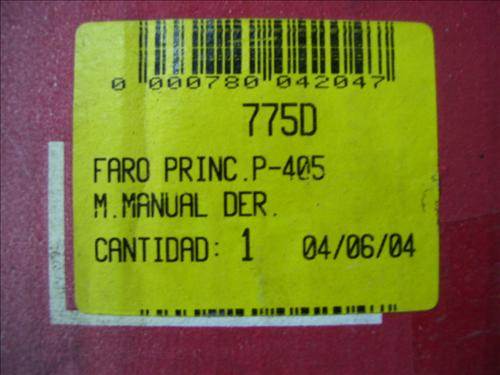 0 000780 042047
775D
FARO PRINC.P-405
M.MANUAL DER.
CANTIDAD: 1 04/06/04